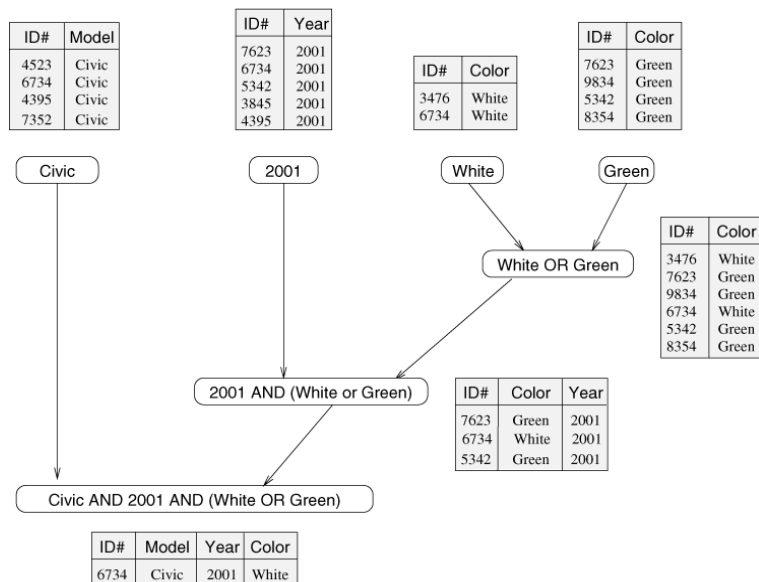 ID# Model
4523 Civic
6734 Civic
4395 Civic
7352 Civic
ID# Year
7623 2001
6734 2001
5342 2001
3845 2001
4395 2001
ID# Color
3476 White
6734 White
ID# Color
7623 Green
9834 Green
5342 Green
8354 Green
Civic
2001
White
Green
White OR Green
ID# Color
3476 White
7623 Green
9834 Green
6734 White
5342 Green
8354 Green
2001 AND (White or Green)
ID# Color Year
7623 Green 2001
6734 White 2001
5342 Green 2001
Civic AND 2001 AND (White OR Green)
ID# Model Year Color
6734 Civic 2001 White